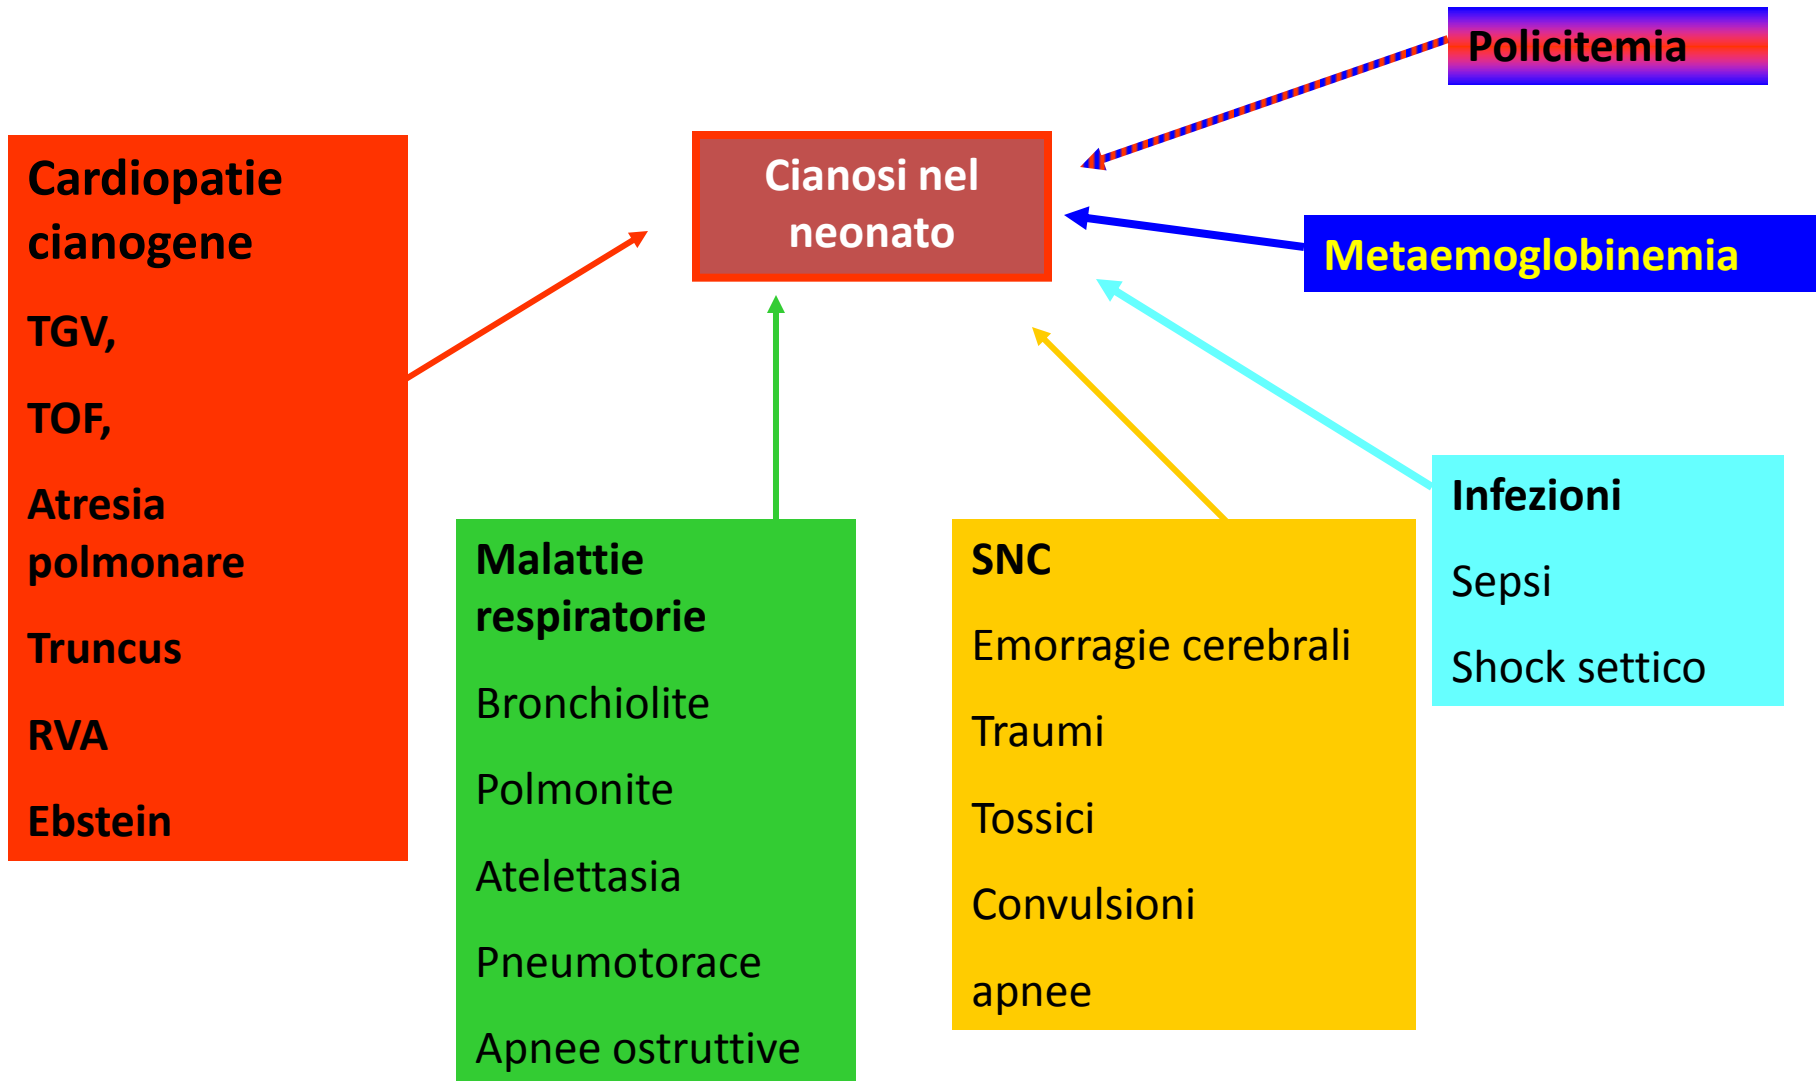 Policitemia
Cianosi nel
neonato
Metaemoglobinemia
Cardiopatie
cianogene
TGV,
TOF,
Atresia
polmonare
Truncus
RVA
Ebstein
Malattie
respiratorie
Bronchiolite
Polmonite
Atelettasia
Pneumotorace
Apnee ostruttive
SNC
Emorragie cerebrali
Traumi
Tossici
Convulsioni
apnee
Infezioni
Sepsi
Shock settico